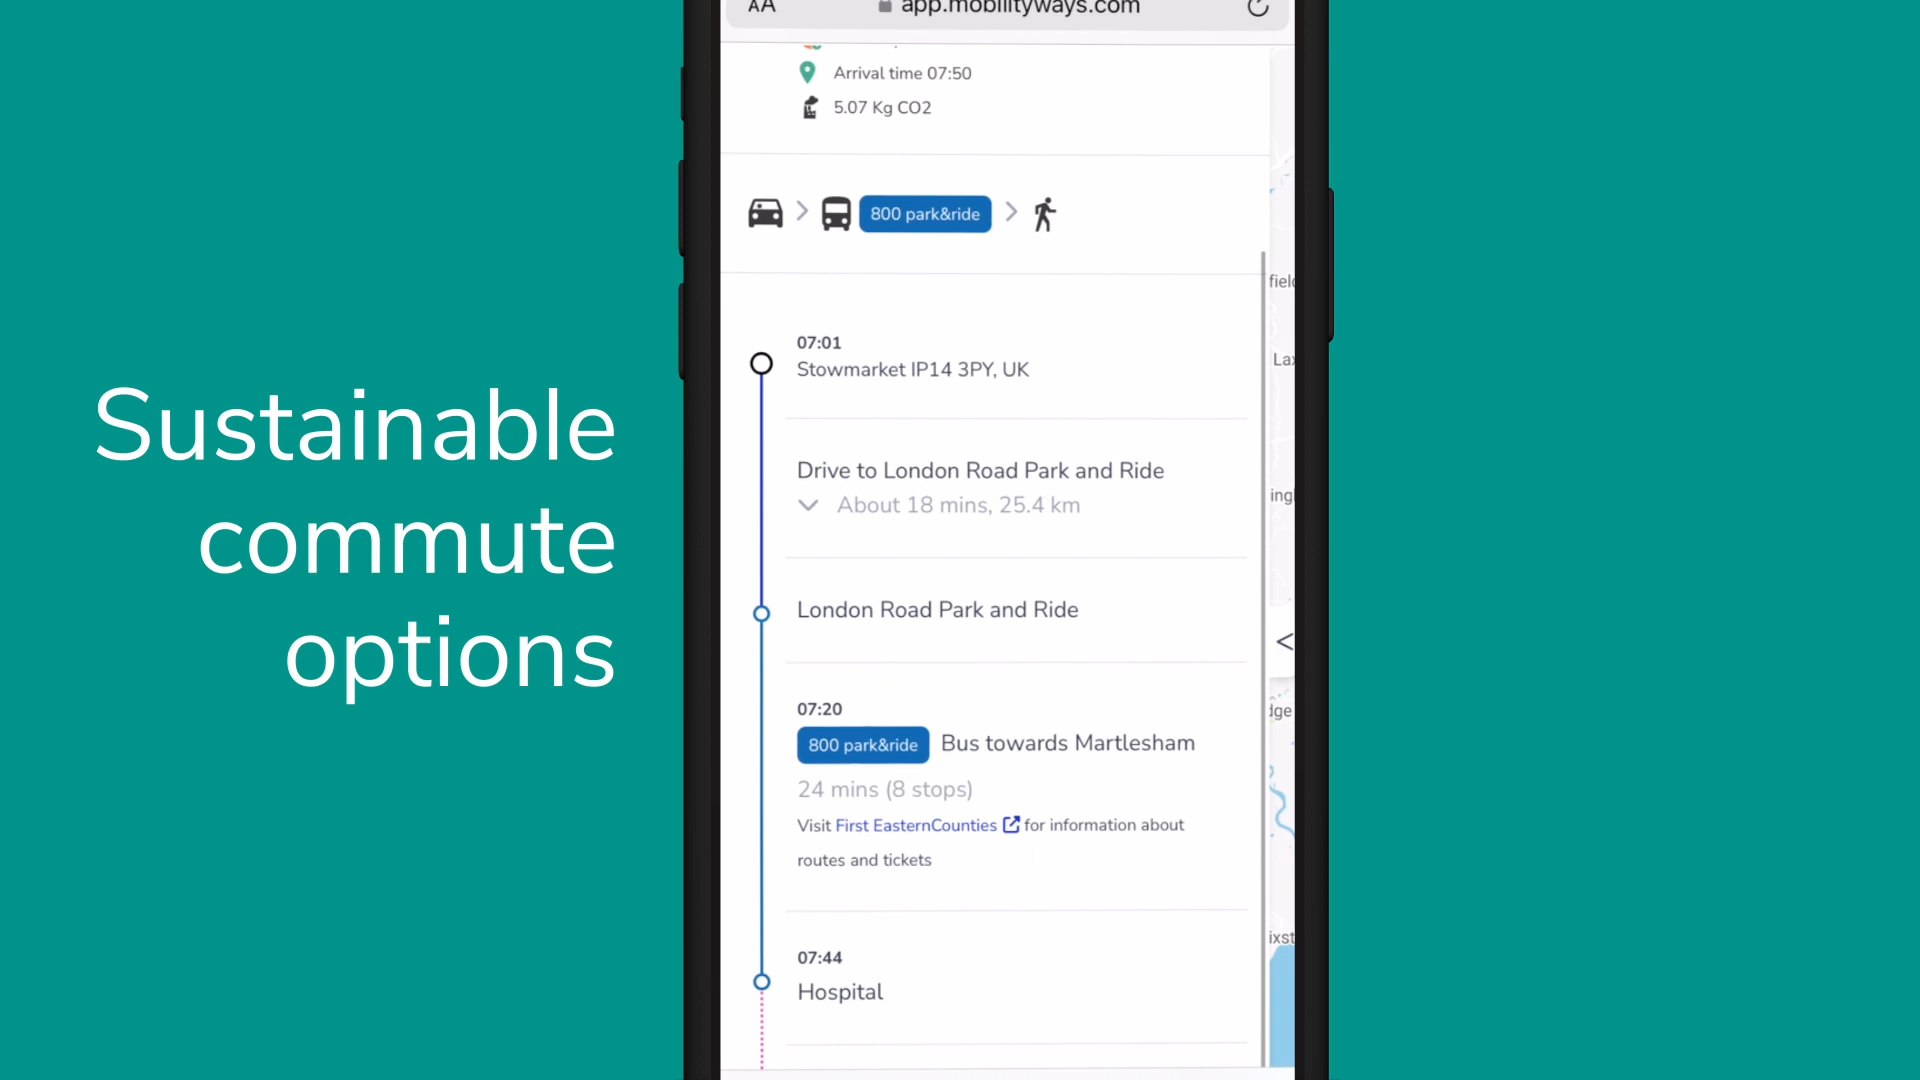 Sustainable
commute
options
AA
app.mobilityways.com
Arrival time 07:50
5.07 Kg CO2
800 park&ride
07:01
Stowmarket IP14 3PY, UK
Drive to London Road Park and Ride
About 18 mins, 25.4 km
London Road Park and Ride
07:20
800 park&ride Bus towards Martlesham
24 mins (8 stops)
Visit First EasternCounties for information about
routes and tickets
07:44
Hospital